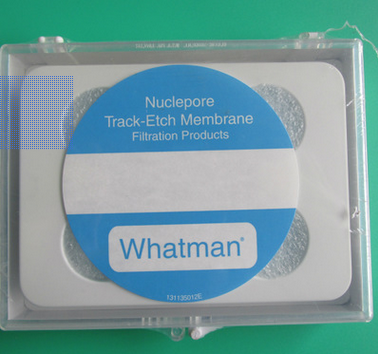 Nuclepore
Track-Etch Membrane
Filtration Products
Whatman®